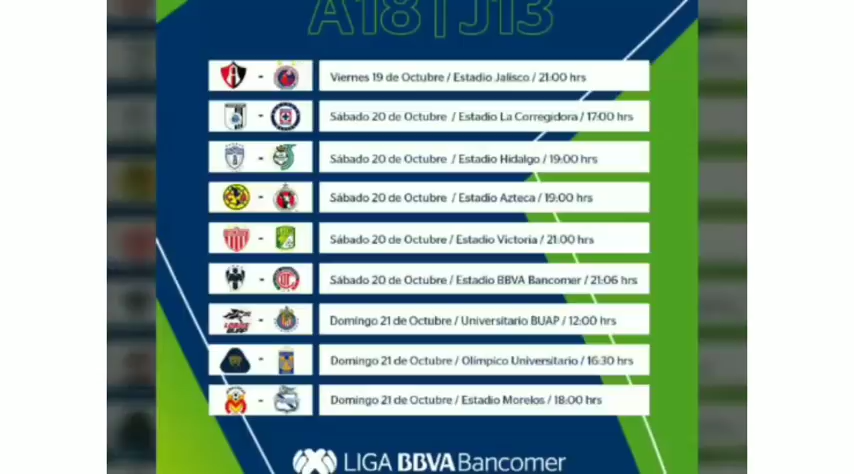 A18 | J13
Viernes 19 de Octubre / Estadio Jalisco / 21:00 hrs
Sábado 20 de Octubre / Estadio La Corregidora / 17:00 hrs
Sábado 20 de Octubre / Estadio Hidalgo / 19:00 hrs
Sábado 20 de Octubre / Estadio Azteca / 19:00 hrs
Sábado 20 de Octubre / Estadio Victoria / 21:00 hrs
Sábado 20 de Octubre / Estadio BBVA Bancomer / 21:06 hrs
Domingo 21 de Octubre / Universitario BUAP / 12:00 hrs
Domingo 21 de Octubre / Olímpico Universitario / 16:30 hrs
Domingo 21 de Octubre / Estadio Morelos / 18:00 hrs
LIGA BBVA Bancomer